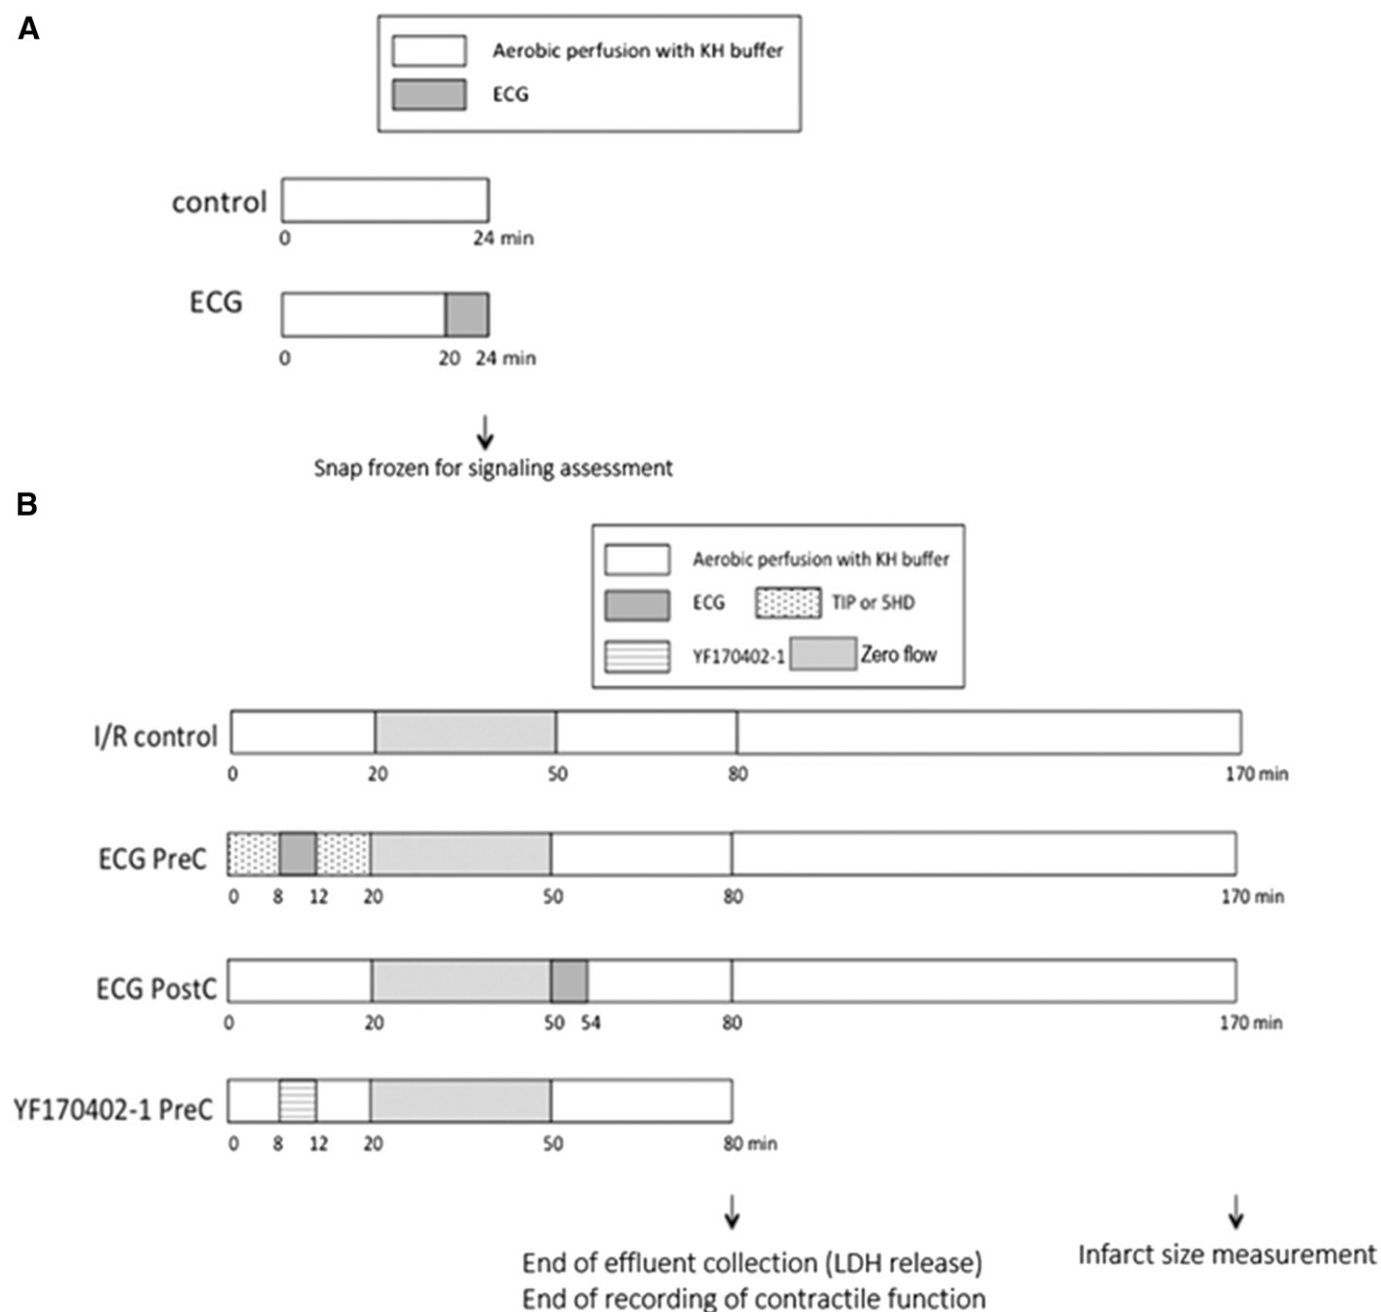 A
Aerobic perfusion with KH buffer
ECG
control
0 24 min
ECG
0 20 24 min
Snap frozen for signaling assessment
B
Aerobic perfusion with KH buffer
ECG TIP or 5HD
YF170402-1 Zero flow
I/R control
0 20 50 80 170 min
ECG PreC
0 8 12 20 50 80 170 min
ECG PostC
0 20 50 54 80 170 min
YF170402-1 PreC
0 8 12 20 50 80 min
End of effluent collection (LDH release)
End of recording of contractile function
Infarct size measurement